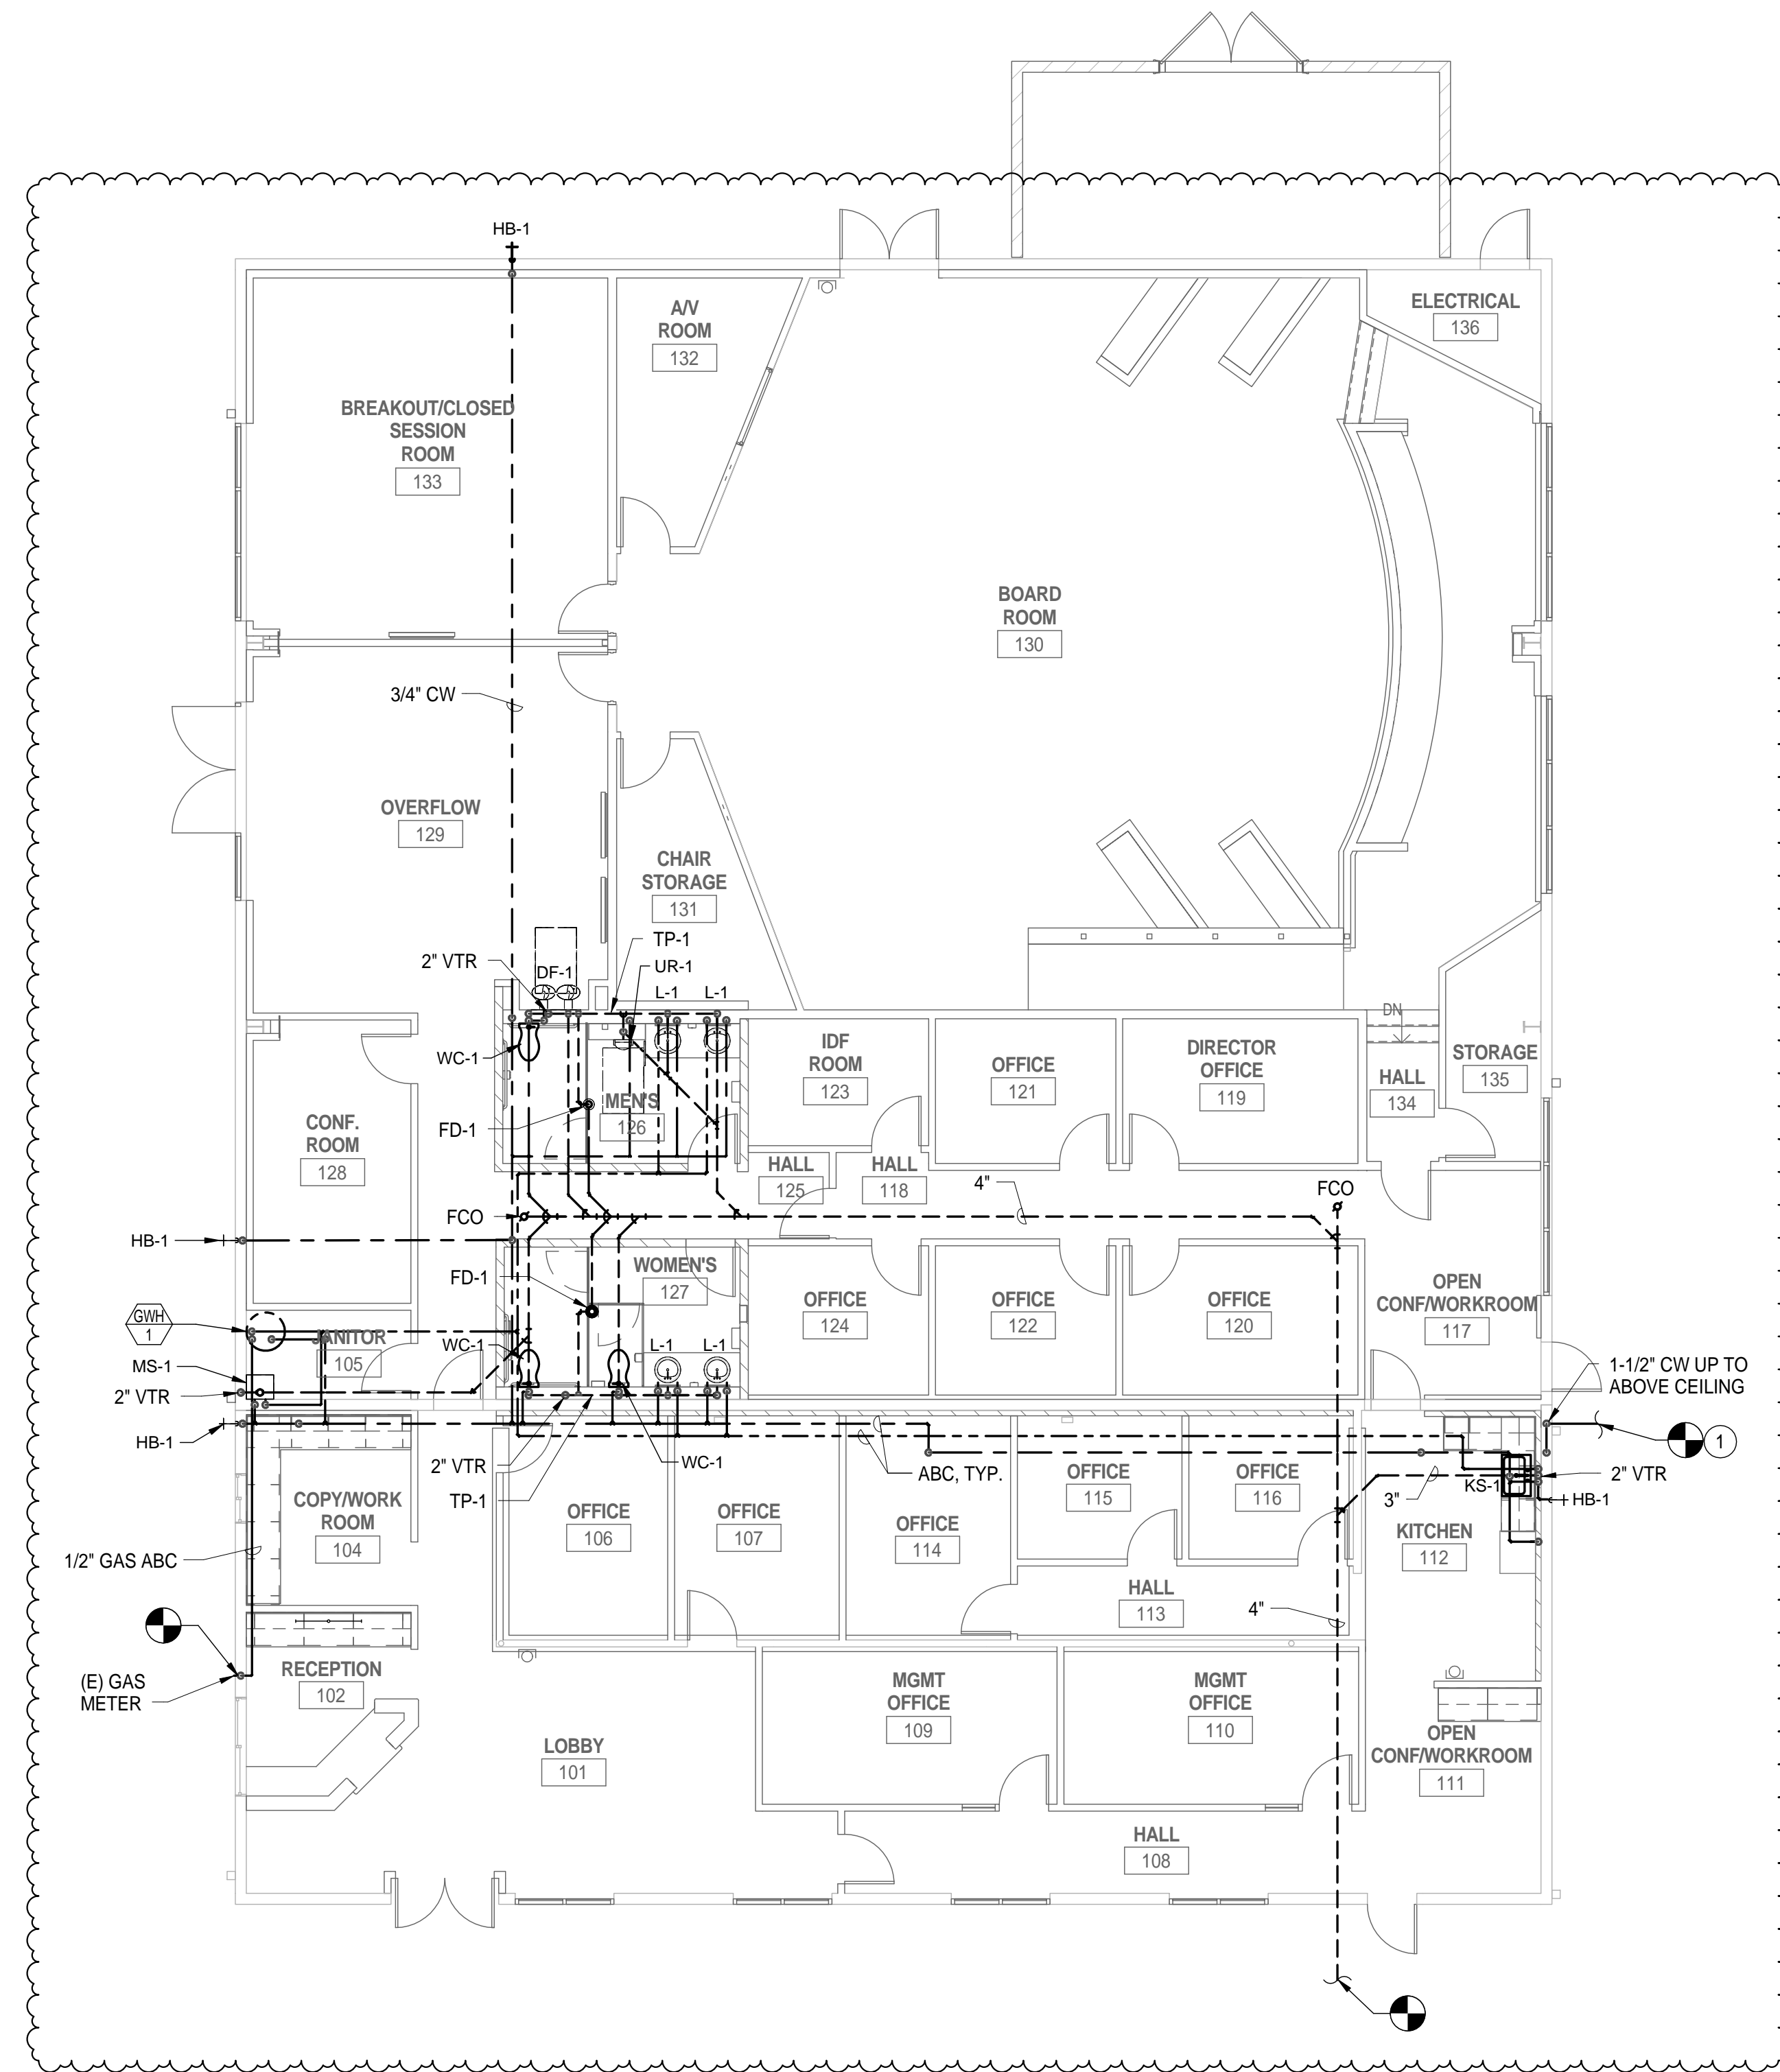 HB-1
A/V
ROOM
132
ELECTRICAL
136
BREAKOUT/CLOSED
SESSION
ROOM
133
BOARD
ROOM
130
3/4" CW
OVERFLOW
129
CHAIR
STORAGE
131
TP-1
2" VTR
DF-1
UR-1
L-1
L-1
DN
WC-1
IDF
ROOM
123
OFFICE
121
DIRECTOR
OFFICE
119
HALL
134
STORAGE
135
CONF.
ROOM
128
FD-1
MEN'S
126
HALL
125
HALL
118
4"
FCO
FCO
HB-1
FD-1
WOMEN'S
127
OFFICE
124
OFFICE
122
OFFICE
120
OPEN
CONF/WORKROOM
117
GWH
1
JANITOR
105
WC-1
L-1
L-1
MS-1
2" VTR
1-1/2" CW UP TO
ABOVE CEILING
HB-1
1
2" VTR
WC-1
ABC, TYP.
TP-1
OFFICE
115
OFFICE
116
3"
KS-1
2" VTR
HB-1
COPY/WORK
ROOM
104
OFFICE
106
OFFICE
107
OFFICE
114
KITCHEN
112
1/2" GAS ABC
HALL
113
4"
(E) GAS
METER
RECEPTION
102
MGMT
OFFICE
109
MGMT
OFFICE
110
LOBBY
101
OPEN
CONF/WORKROOM
111
HALL
108